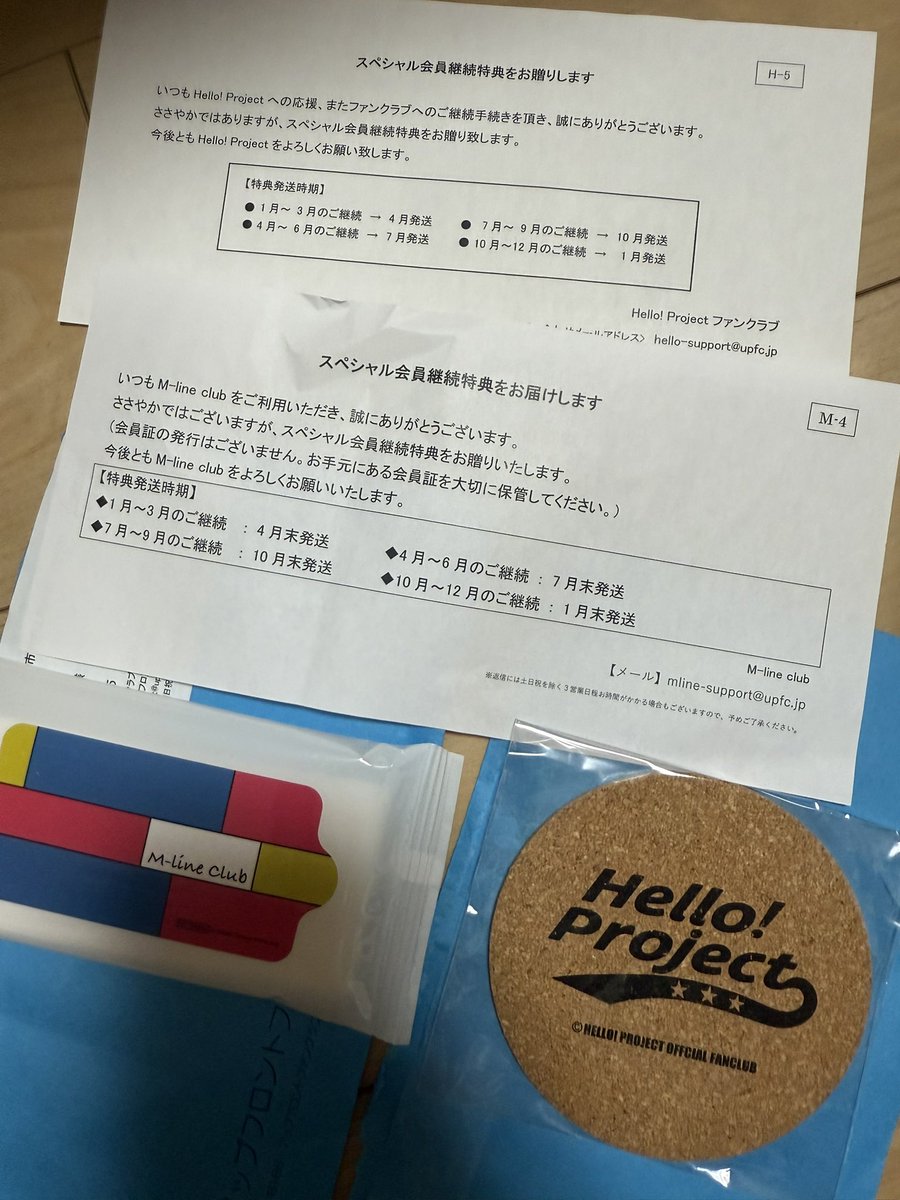 スペシャル会員継続特典をお贈りします
H-5
いつも Hello! Project への応援、またファンクラブへのご継続手続きを頂き、誠にありがとうございます。
ささやかではありますが、スペシャル会員継続特典をお贈り致します。
今後とも Hello! Project をよろしくお願い致します。
【特典発送時期】
● 1月～ 3月のご継続 → 4月発送
● 7月～ 9月のご継続 → 10月発送
● 4月～ 6月のご継続 → 7月発送
● 10月～12月のご継続 → 1月発送
Hello! Project ファンクラブ
アドレス> hello-support@upfc.jp
スペシャル会員継続特典をお届けします
M-4
いつも M-line club をご利用いただき、誠にありがとうございます。
ささやかではございますが、スペシャル会員継続特典をお贈りいたします。
(会員証の発行はございません。お手元にある会員証を大切に保管してください。)
今後とも M-line club をよろしくお願いいたします。
【特典発送時期】
◆1月～3月のご継続 : 4月末発送
◆4月～6月のご継続 : 7月末発送
◆7月～9月のご継続 : 10月末発送
◆10月～12月のご継続 : 1月末発送
M-line club
【メール】mline-support@upfc.jp
※返信には土日祝を除く3営業日程お時間がかかる場合もございますので、予めご了承ください。
市
M-line Club
Hello!
Project
©HELLO! PROJECT OFFCIAL FANCLUB
ップフロント